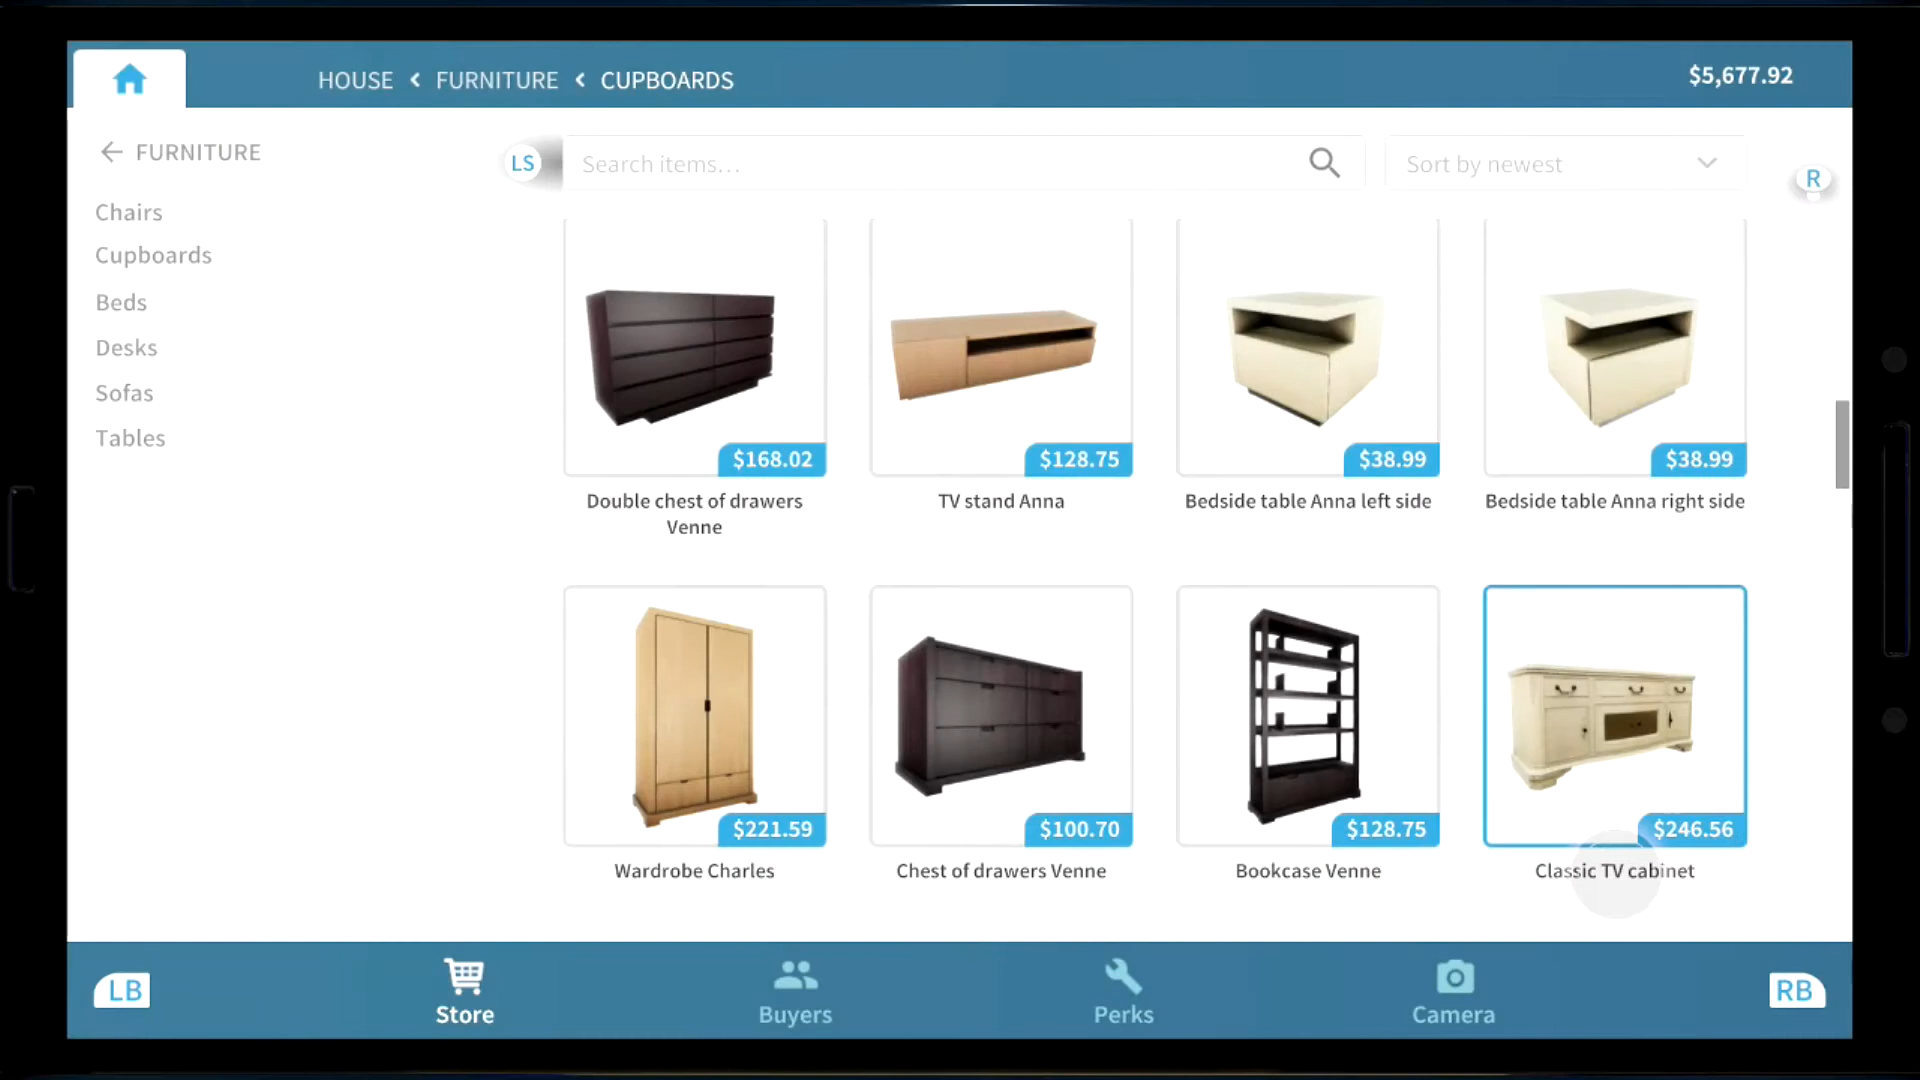 HOUSE < FURNITURE < CUPBOARDS
$5,677.92
FURNITURE
Chairs
Cupboards
Beds
Desks
Sofas
Tables
LS
Search items...
Sort by newest
R
$168.02
$128.75
$38.99
$38.99
Double chest of drawers
Venne
TV stand Anna
Bedside table Anna left side
Bedside table Anna right side
$221.59
$100.70
$128.75
$246.56
Wardrobe Charles
Chest of drawers Venne
Bookcase Venne
Classic TV cabinet
LB
Store
Buyers
Perks
Camera
RB